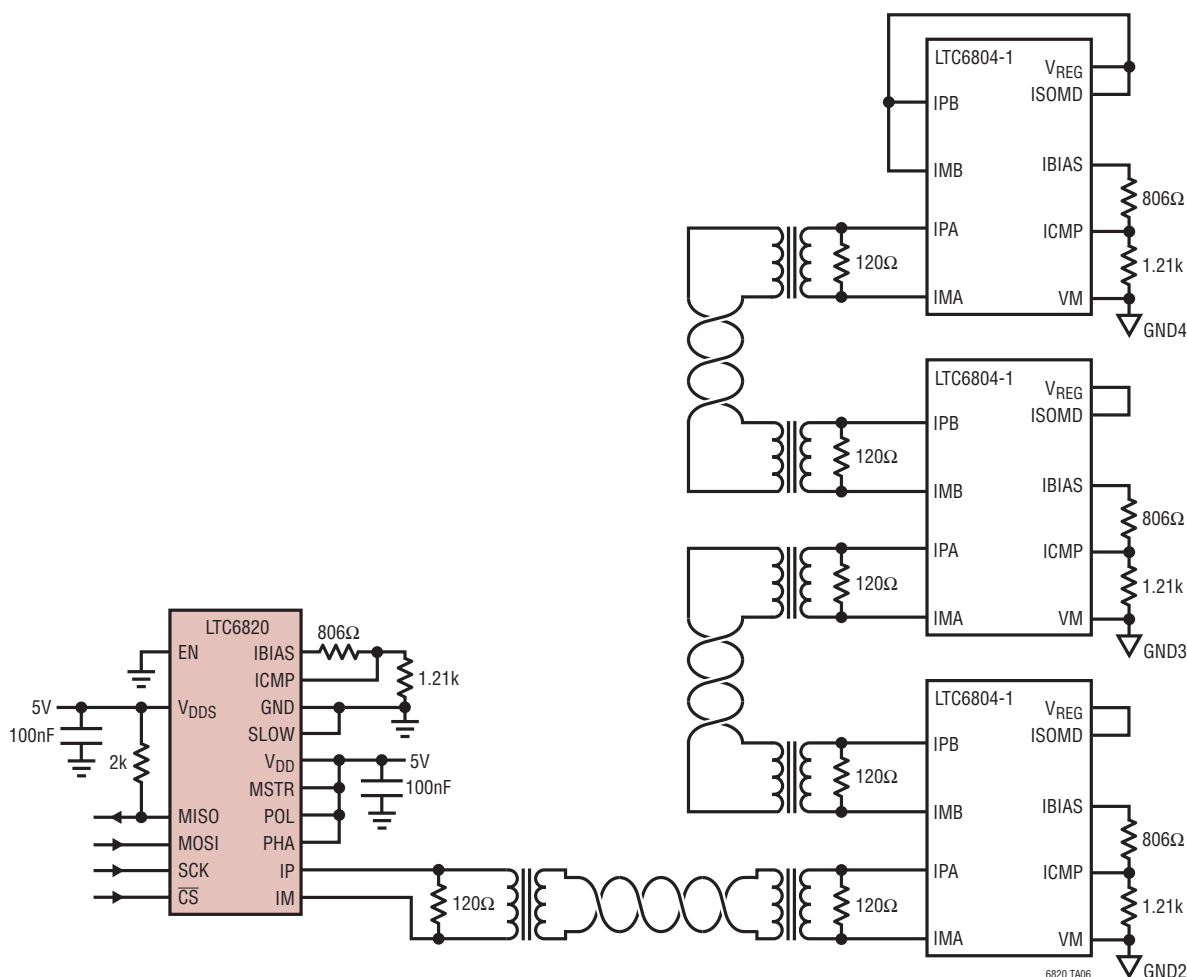 LTC6804-1
VREG
ISOMD
IPB
IMB
IBIAS
806Ω
IPA
ICMP
120Ω
1.21k
IMA
VM
GND4
LTC6804-1
VREG
ISOMD
IPB
120Ω
IMB
IBIAS
806Ω
IPA
ICMP
120Ω
1.21k
IMA
VM
GND3
LTC6804-1
VREG
ISOMD
IPB
120Ω
IMB
IBIAS
806Ω
IPA
ICMP
120Ω
1.21k
IMA
VM
GND2
LTC6820
806Ω
EN
IBIAS
ICMP
1.21k
5V
VDDS
GND
100nF
SLOW
2k
VDD
5V
MSTR
100nF
MISO
POL
MOSI
PHA
SCK
IP
CS
IM
120Ω
6820 TA06